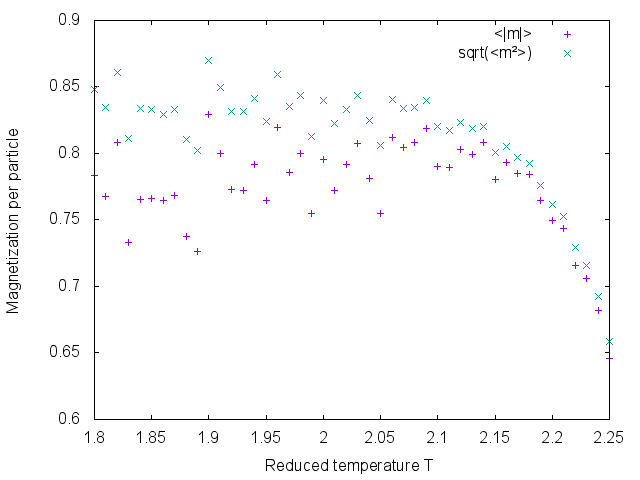 <|m|>
sqrt(<m²>)
Magnetization per particle
0.9
0.85
0.8
0.75
0.7
0.65
0.6
1.8 1.85 1.9 1.95 2 2.05 2.1 2.15 2.2 2.25
Reduced temperature T